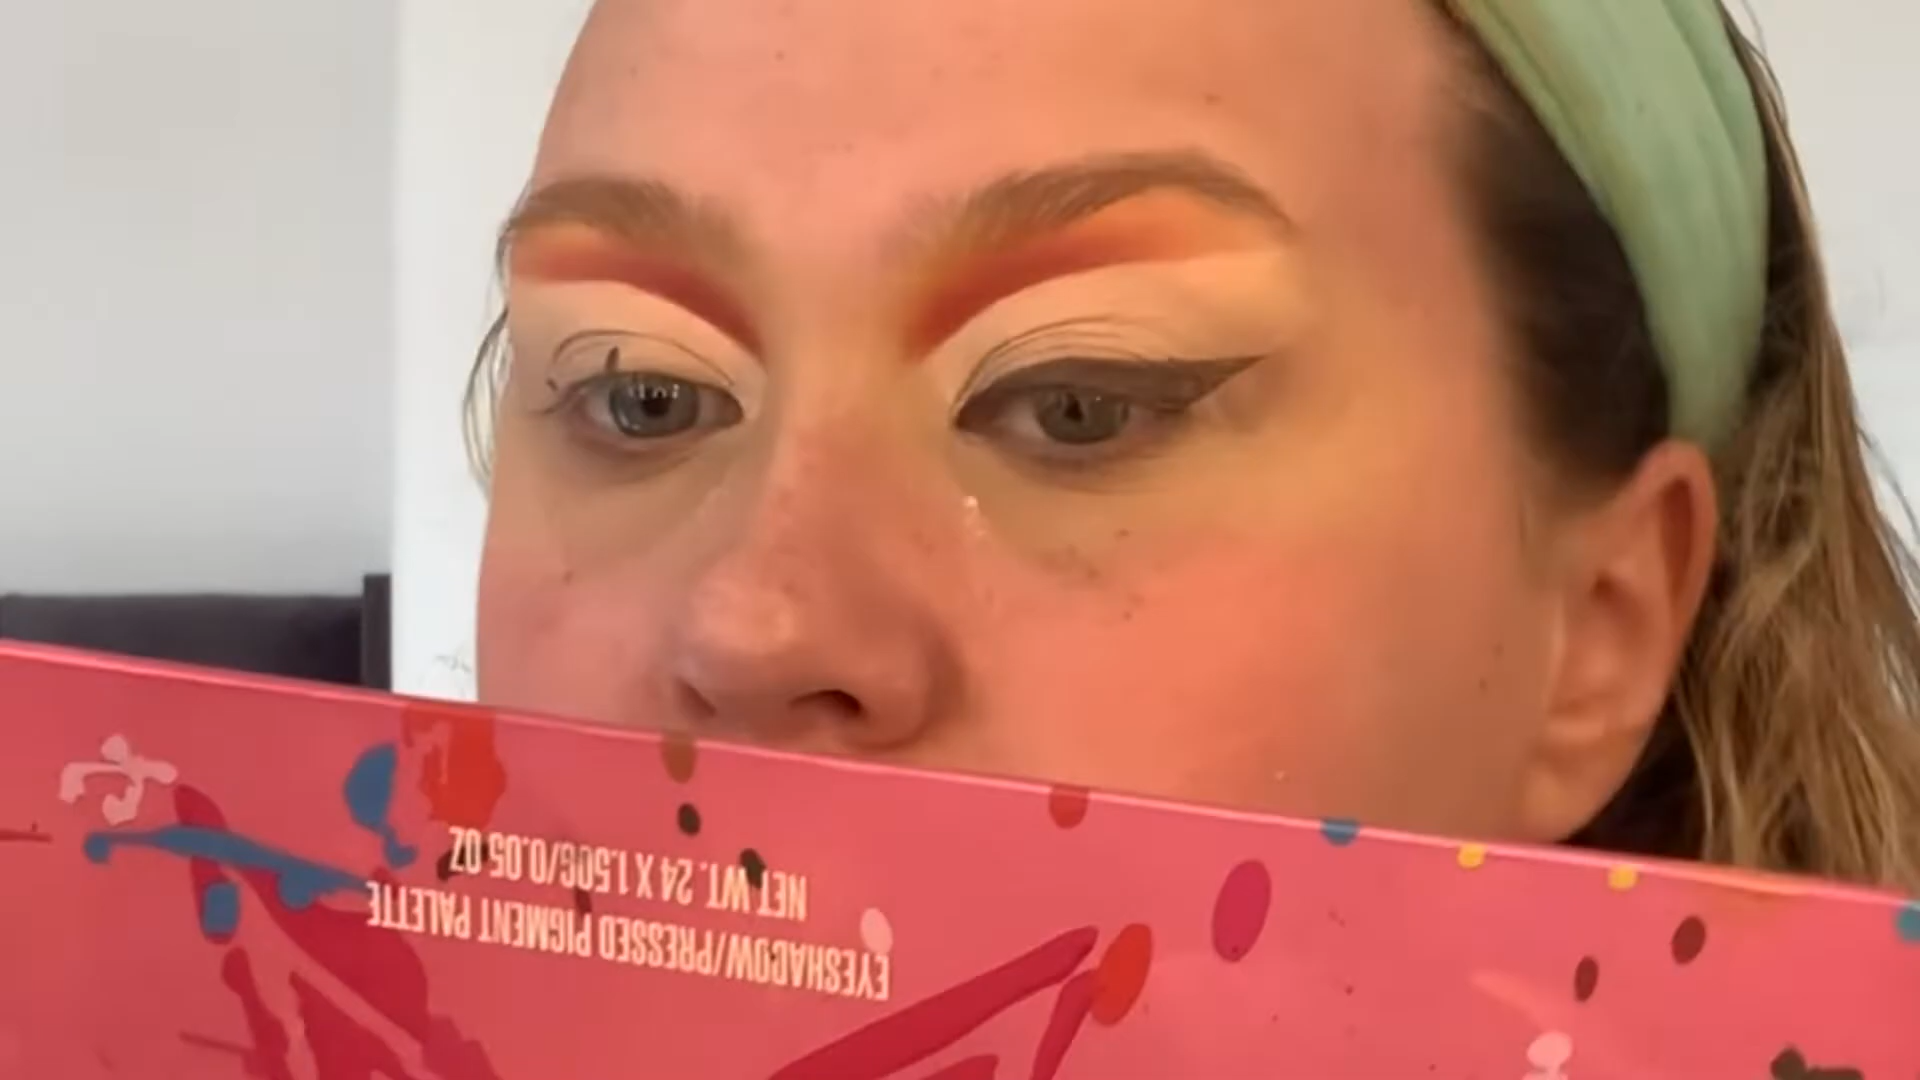 EYESHADOW/PRESSED PIGMENT PALETTE
NET WT. 24 X 1.50G/0.05 OZ